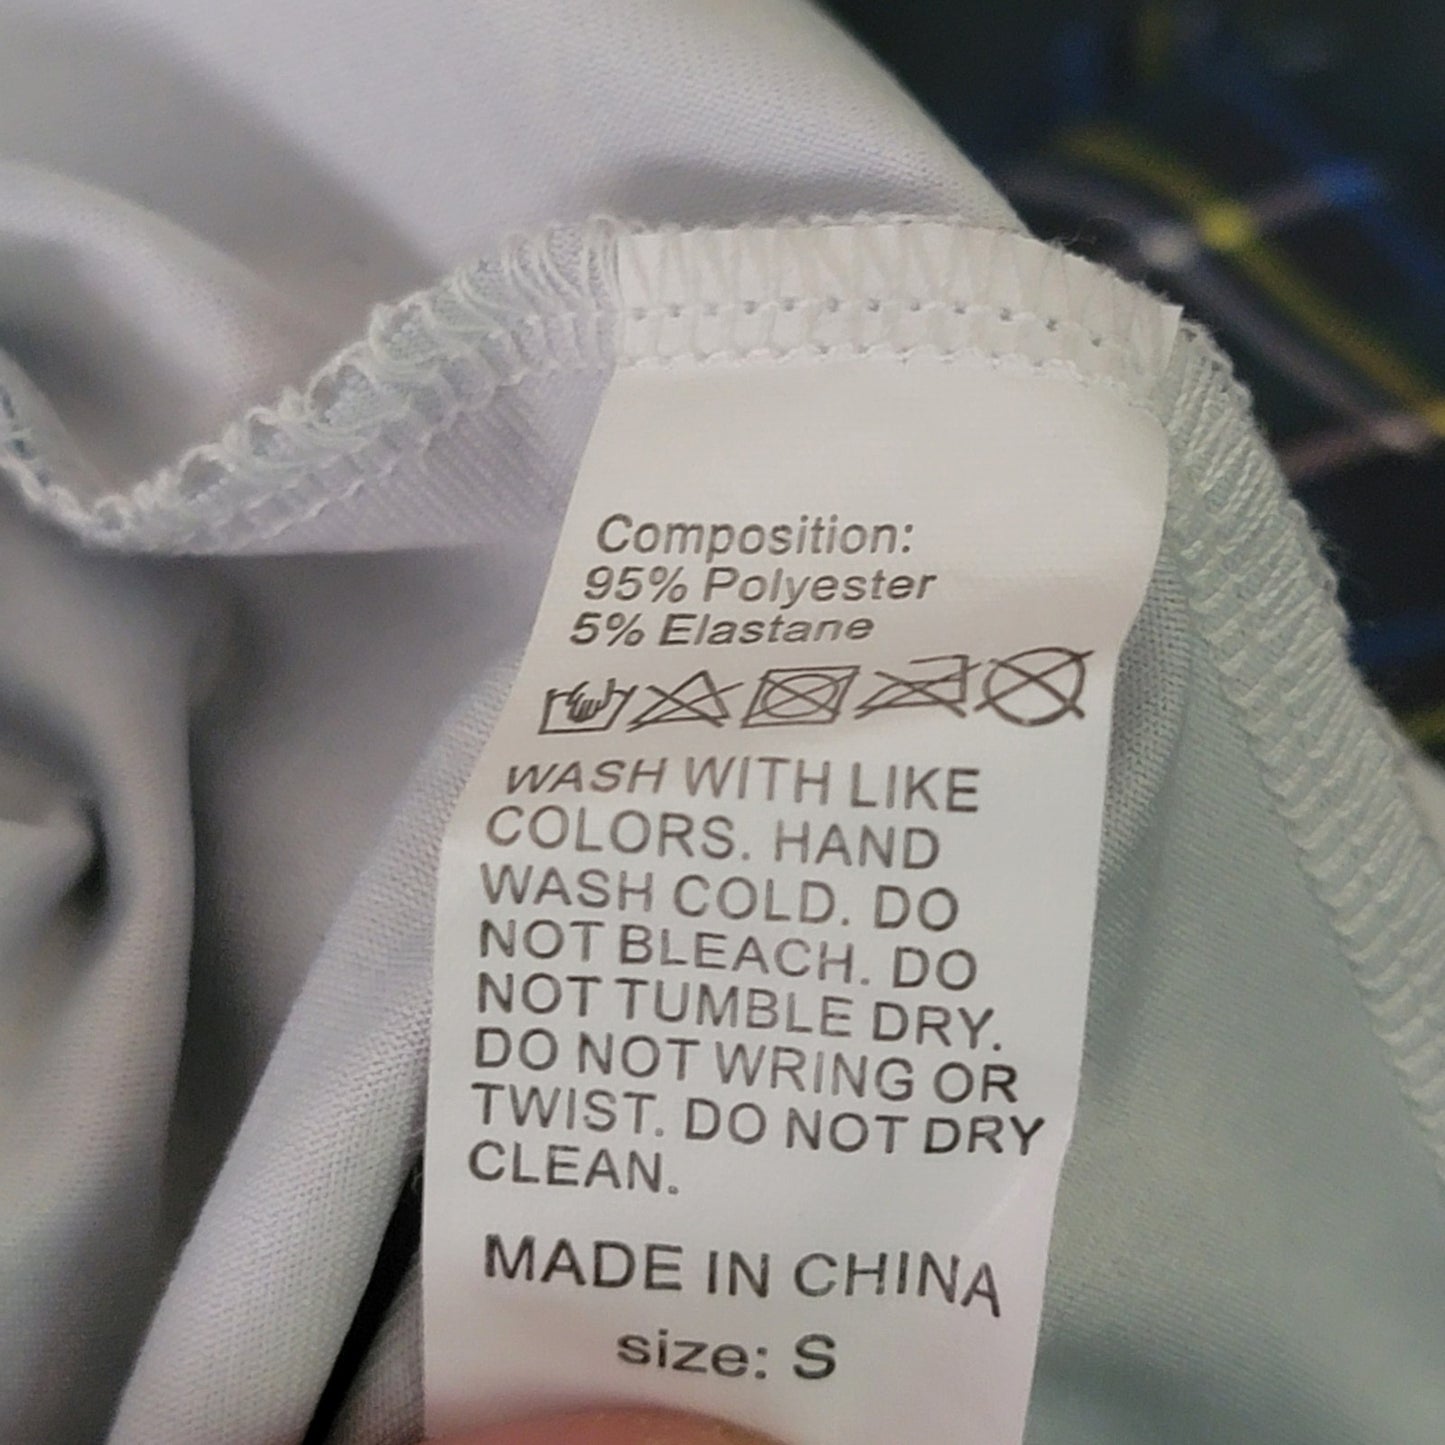 Composition:
95% Polyester
5% Elastane
WASH WITH LIKE
COLORS. HAND
WASH COLD. DO
NOT BLEACH. DO
NOT TUMBLE DRY.
DO NOT WRING OR
TWIST. DO NOT DRY
CLEAN.
MADE IN CHINA
size: S